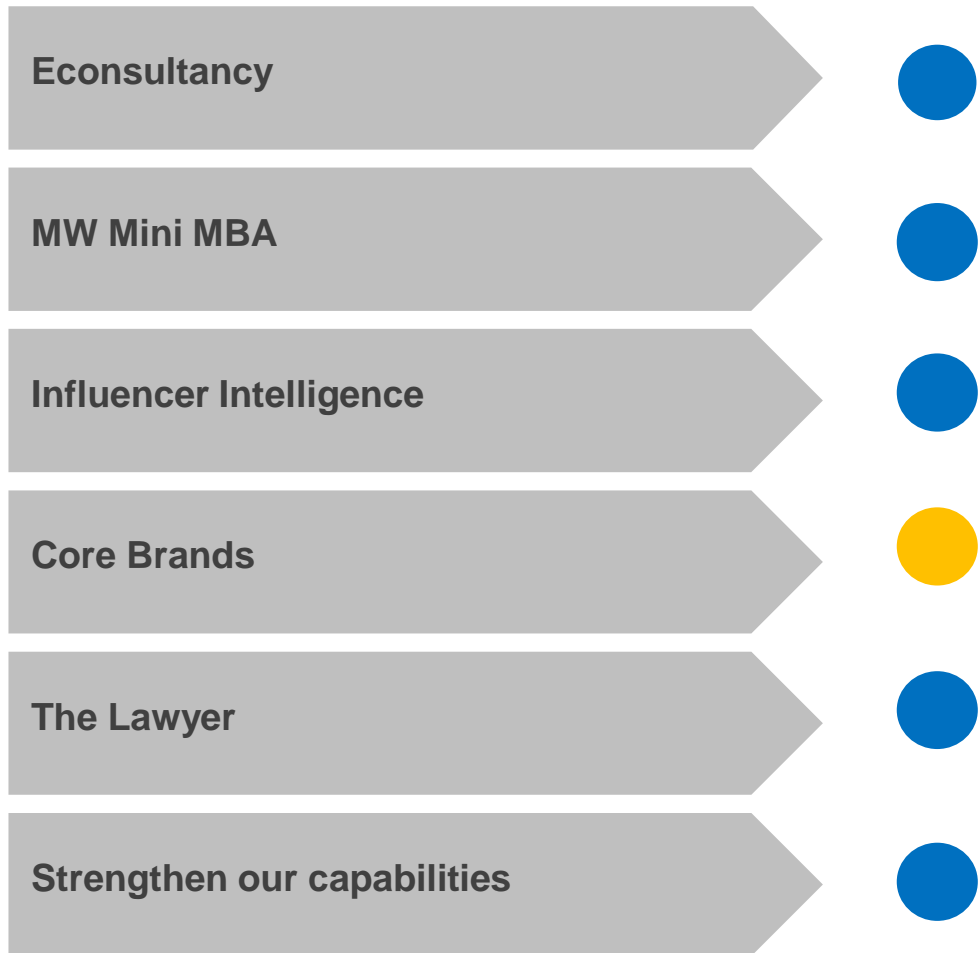 Econsultancy
MW Mini MBA
Influencer Intelligence
Core Brands
The Lawyer
Strengthen our capabilities